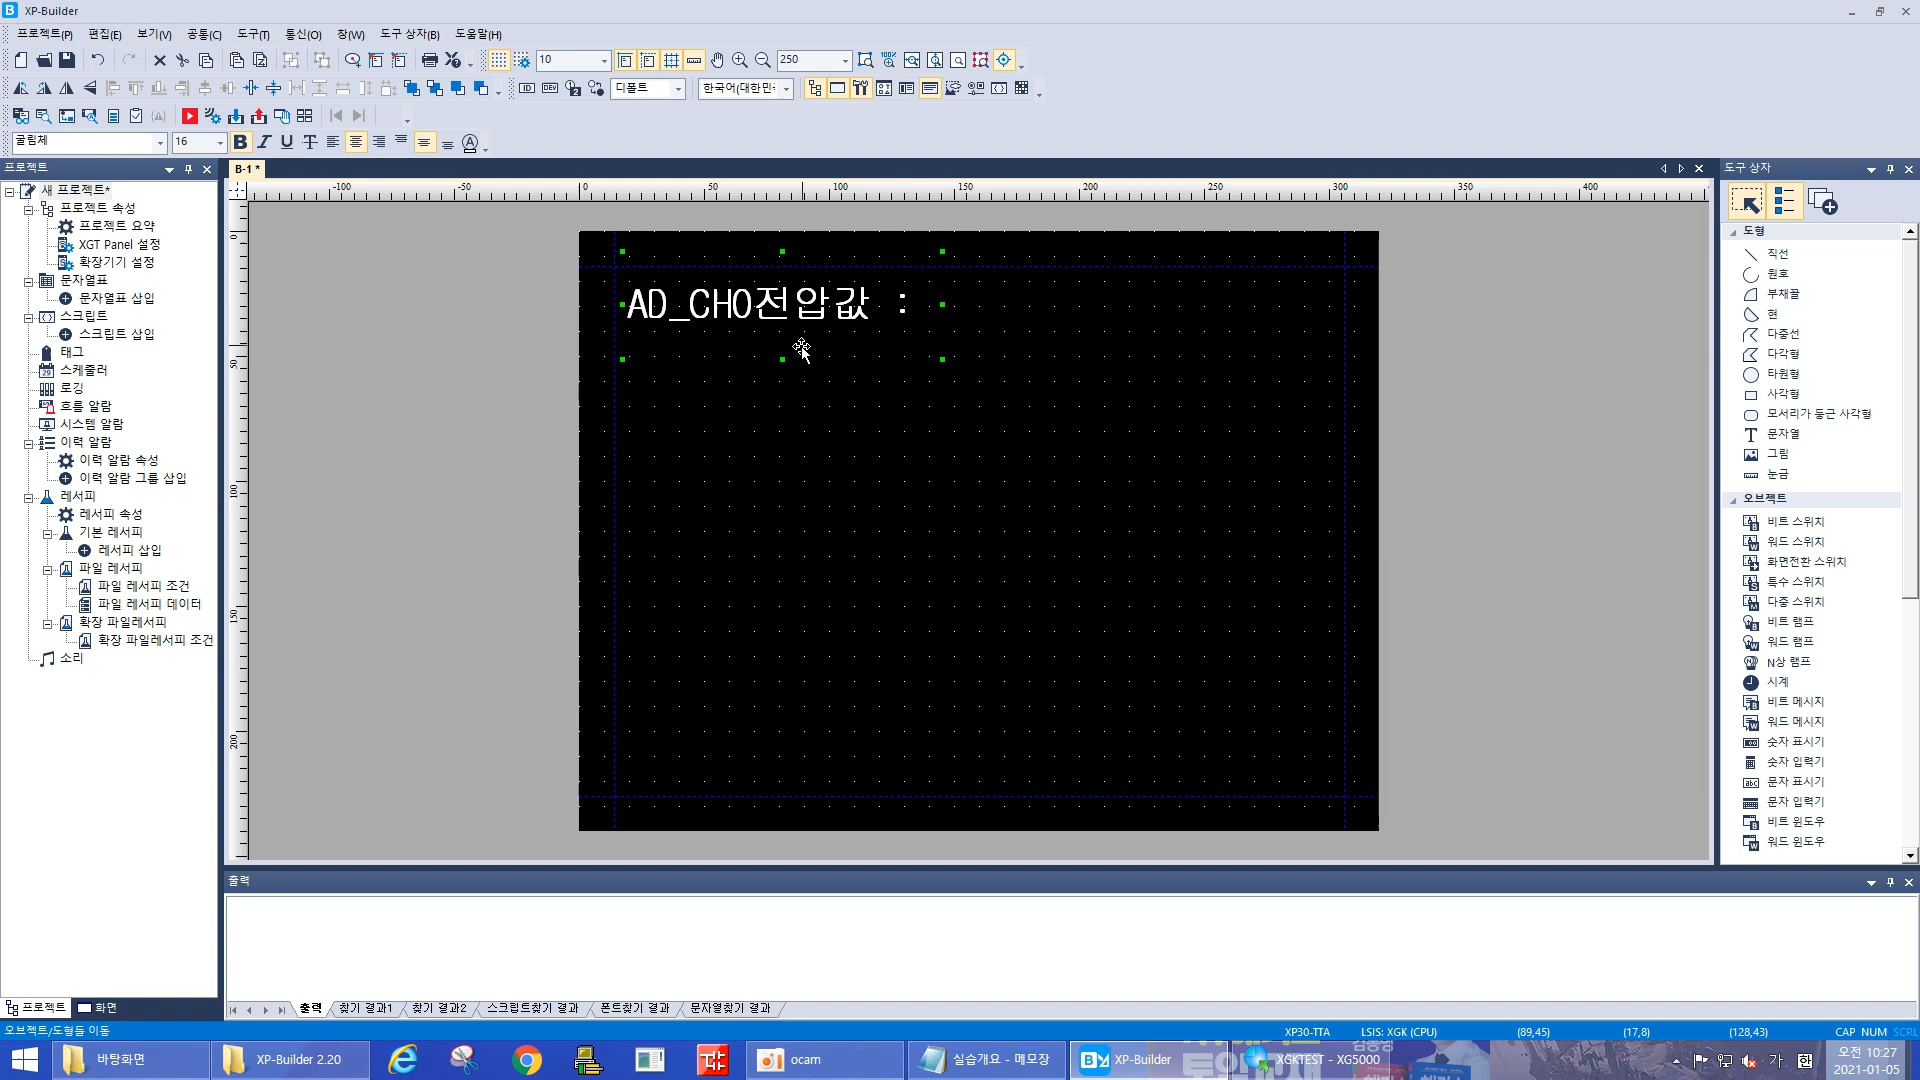 XP-Builder
프로젝트(P) 편집(E) 보기(V) 공통(C) 도구(T) 통신(O) 창(W) 도구 상자(B) 도움말(H)
10 250
디폴트 한국어(대한민
굴림체 16
프로젝트
B-1 *
도구 상자
-100 -50 0 50 100 150 200 250 300 350 400
0
50
100
150
200
새 프로젝트*
프로젝트 속성
프로젝트 요약
XGT Panel 설정
확장기기 설정
문자열표
문자열표 삽입
스크립트
스크립트 삽입
태그
스케줄러
로깅
흐름 알람
시스템 알람
이력 알람
이력 알람 속성
이력 알람 그룹 삽입
레서피
레서피 속성
기본 레서피
레서피 삽입
파일 레서피
파일 레서피 조건
파일 레서피 데이터
확장 파일레서피
확장 파일레서피 조건
소리
AD_CH0전압값 :
도형
직선
원호
부채꼴
현
다중선
다각형
타원형
사각형
모서리가 둥근 사각형
문자열
그림
눈금
오브젝트
비트 스위치
워드 스위치
화면전환 스위치
특수 스위치
다중 스위치
비트 램프
워드 램프
N상 램프
시계
비트 메시지
워드 메시지
숫자 표시기
숫자 입력기
문자 표시기
문자 입력기
비트 윈도우
워드 윈도우
출력
프로젝트 화면
출력 찾기 결과1 찾기 결과2 스크립트찾기 결과 폰트찾기 결과 문자열찾기 결과
오브젝트/도형들 이동 XP30-TTA LSIS: XGK (CPU) (89,45) (17,8) (128,43) CAP NUM SCRL
바탕화면 XP-Builder 2.20 ocam 실습개요 - 메모장 XP-Builder XGKTEST - XG5000 가 한 오전 10:27
2021-01-05